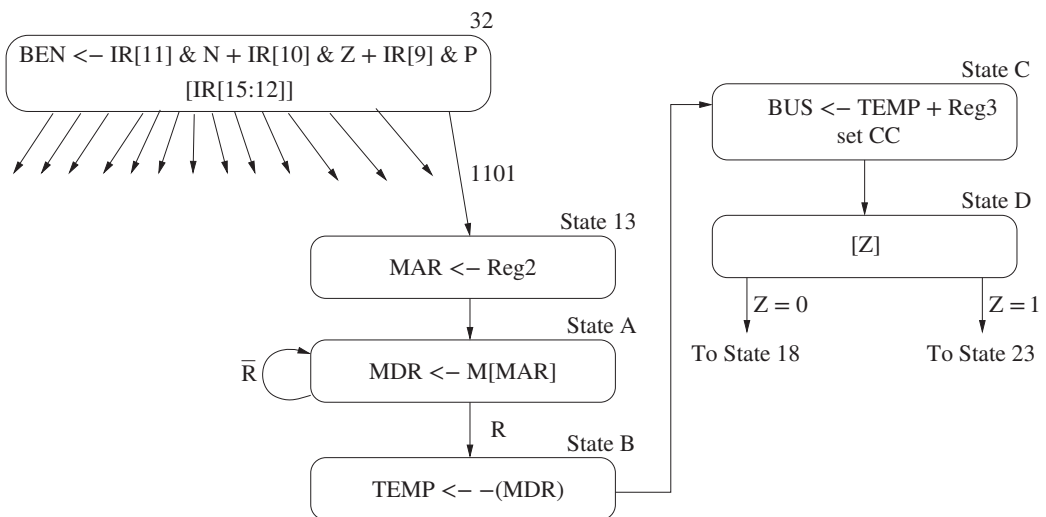 32
BEN <− IR[11] & N + IR[10] & Z + IR[9] & P
[IR[15:12]]
1101
State 13
MAR <− Reg2
State A
R̅
MDR <− M[MAR]
R
State B
TEMP <− −(MDR)
State C
BUS <− TEMP + Reg3
set CC
State D
[Z]
Z = 0
Z = 1
To State 18
To State 23